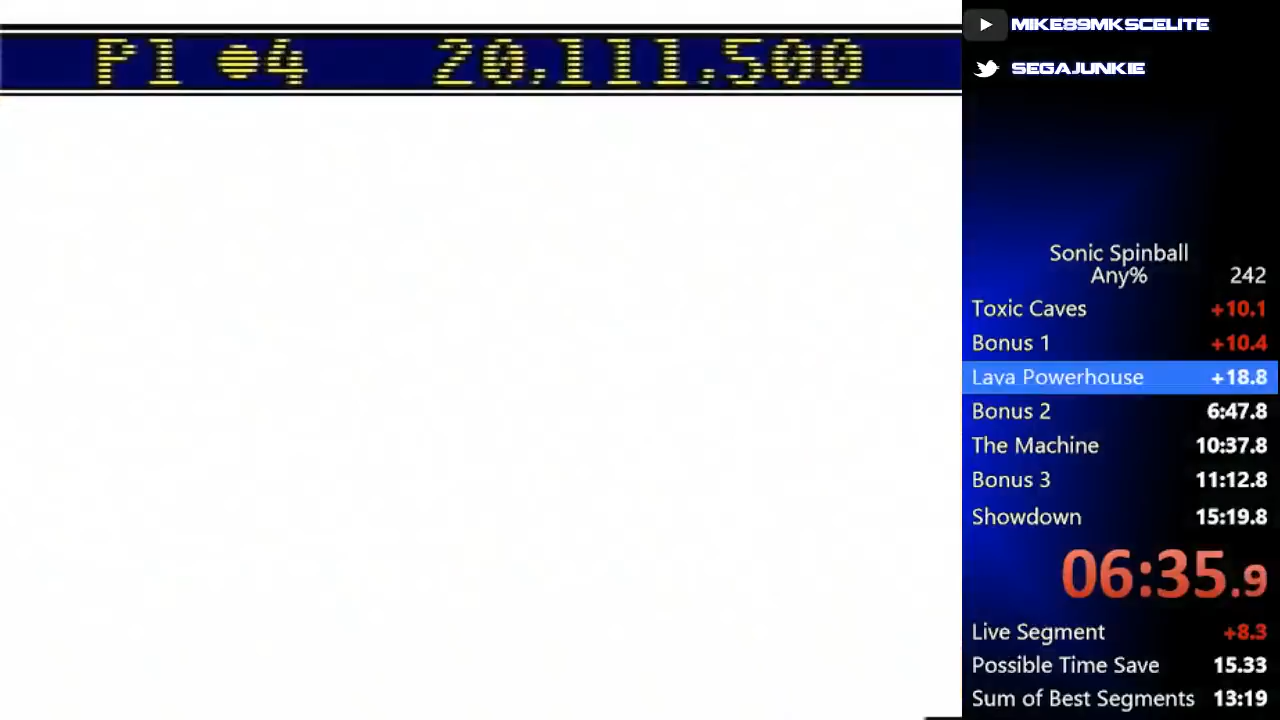 P1 ●4 20,111,500
MIKE89MKSCELITE
SEGAJUNKIE
Sonic Spinball
Any% 242
Toxic Caves +10.1
Bonus 1 +10.4
Lava Powerhouse +18.8
Bonus 2 6:47.8
The Machine 10:37.8
Bonus 3 11:12.8
Showdown 15:19.8
06:35.9
Live Segment +8.3
Possible Time Save 15.33
Sum of Best Segments 13:19